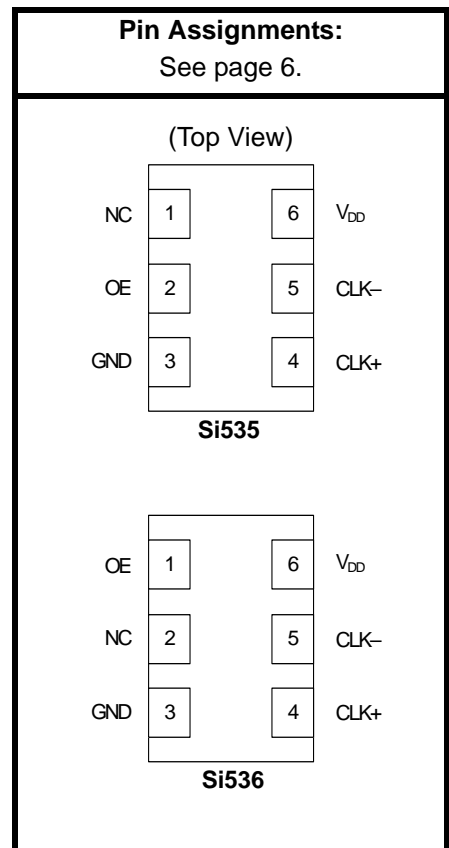 Pin Assignments:
See page 6.
(Top View)
NC 1 6 VDD
OE 2 5 CLK–
GND 3 4 CLK+
Si535
OE 1 6 VDD
NC 2 5 CLK–
GND 3 4 CLK+
Si536